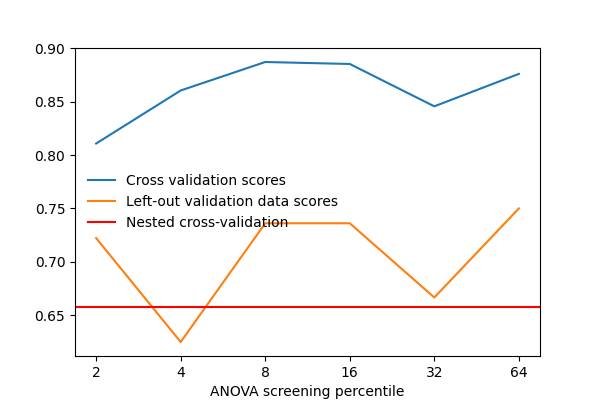 0.90
0.85
0.80
0.75
0.70
0.65
Cross validation scores
Left-out validation data scores
Nested cross-validation
2 4 8 16 32 64
ANOVA screening percentile